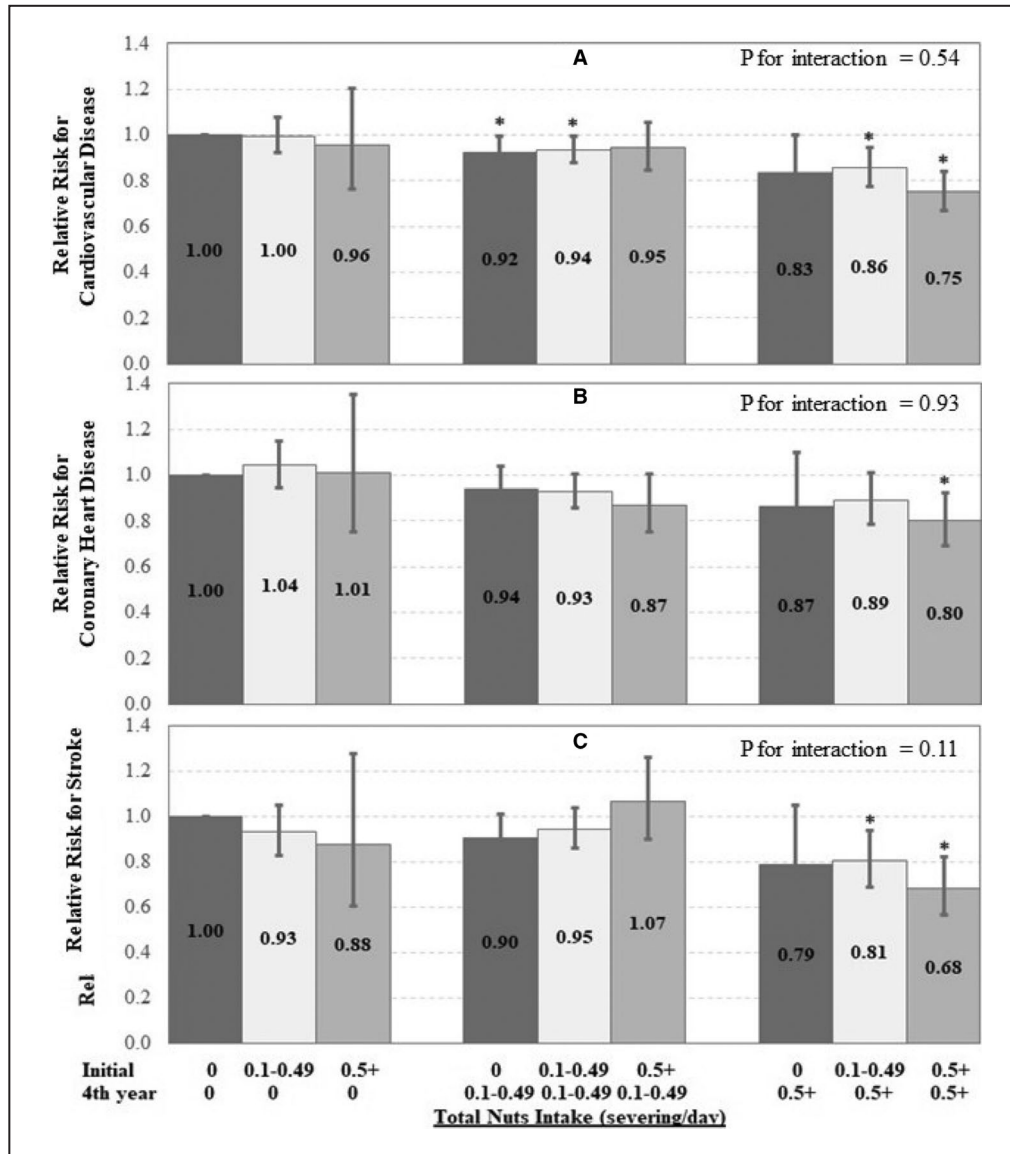 A
P for interaction = 0.54
Relative Risk for
Cardiovascular Disease
1.4
1.2
1.0
0.8
0.6
0.4
0.2
0.0
* * * *
1.00 1.00 0.96 0.92 0.94 0.95 0.83 0.86 0.75
B
P for interaction = 0.93
Relative Risk for
Coronary Heart Disease
1.4
1.2
1.0
0.8
0.6
0.4
0.2
0.0
*
1.00 1.04 1.01 0.94 0.93 0.87 0.87 0.89 0.80
C
P for interaction = 0.11
Rel Relative Risk for Stroke
1.4
1.2
1.0
0.8
0.6
0.4
0.2
0.0
* *
1.00 0.93 0.88 0.90 0.95 1.07 0.79 0.81 0.68
Initial 0 0.1-0.49 0.5+ 0 0.1-0.49 0.5+ 0 0.1-0.49 0.5+
4th year 0 0 0 0.1-0.49 0.1-0.49 0.1-0.49 0.5+ 0.5+ 0.5+
Total Nuts Intake (severing/day)